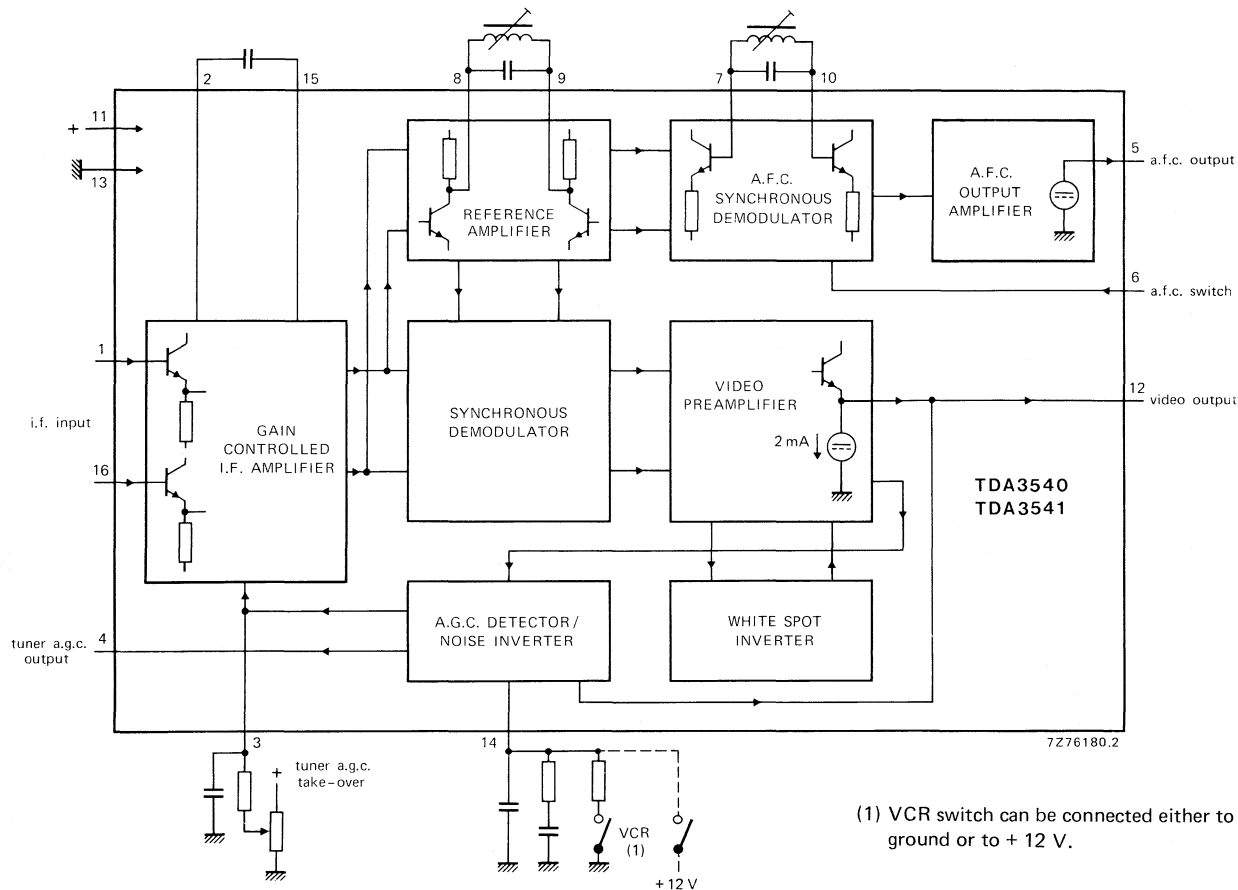 2
15
8
9
7
10
11
+
13
REFERENCE
AMPLIFIER
A.F.C.
SYNCHRONOUS
DEMODULATOR
A.F.C.
OUTPUT
AMPLIFIER
5
a.f.c. output
6
a.f.c. switch
1
i.f. input
16
GAIN
CONTROLLED
I.F. AMPLIFIER
SYNCHRONOUS
DEMODULATOR
VIDEO
PREAMPLIFIER
2 mA
12
video output
TDA3540
TDA3541
tuner a.g.c.
output
4
A.G.C. DETECTOR/
NOISE INVERTER
WHITE SPOT
INVERTER
7Z76180.2
3
+
tuner a.g.c.
take-over
14
VCR
(1)
+12 V
(1) VCR switch can be connected either to
ground or to + 12 V.